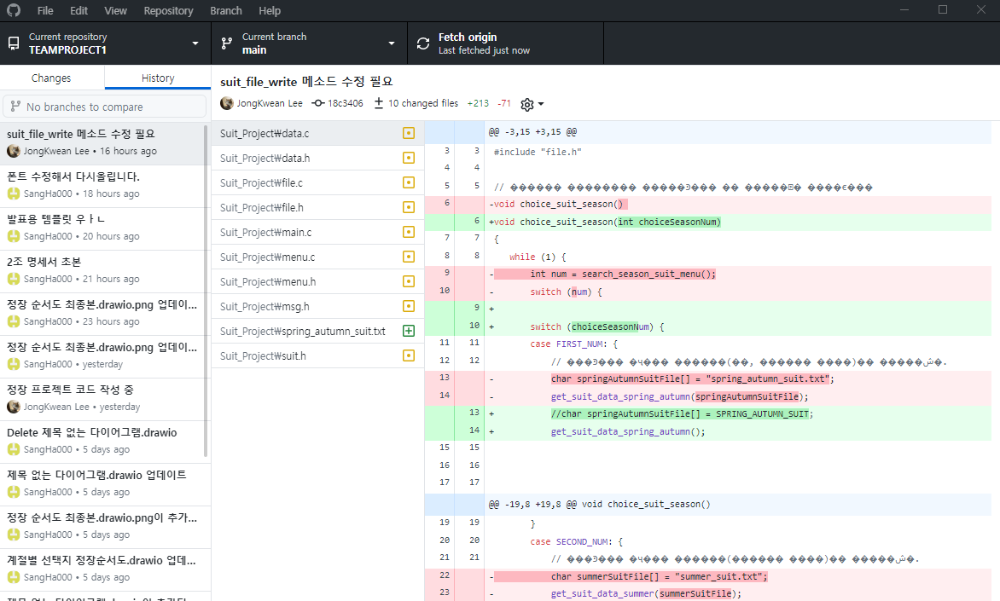 File Edit View Repository Branch Help
Current repository
TEAMPROJECT1
Current branch
main
Fetch origin
Last fetched just now
Changes
History
No branches to compare
suit_file_write 메소드 수정 필요
JongKwean Lee • 16 hours ago
폰트 수정해서 다시올립니다.
SangHa000 • 18 hours ago
발표용 템플릿 우ㅏㄴ
SangHa000 • 20 hours ago
2조 명세서 초본
SangHa000 • 21 hours ago
정장 순서도 최종본.drawio.png 업데이...
SangHa000 • 23 hours ago
정장 순서도 최종본.drawio.png 업데이...
SangHa000 • yesterday
정장 프로젝트 코드 작성 중
JongKwean Lee • yesterday
Delete 제목 없는 다이어그램.drawio
SangHa000 • 5 days ago
제목 없는 다이어그램.drawio 업데이트
SangHa000 • 5 days ago
정장 순서도 최종본.drawio.png이 추가...
SangHa000 • 5 days ago
계절별 선택지 정장순서도.drawio 업데...
SangHa000 • 5 days ago
suit_file_write 메소드 수정 필요
JongKwean Lee 18c3406 10 changed files +213 -71
Suit_Project₩data.c
Suit_Project₩data.h
Suit_Project₩file.c
Suit_Project₩file.h
Suit_Project₩main.c
Suit_Project₩menu.c
Suit_Project₩menu.h
Suit_Project₩msg.h
Suit_Project₩spring_autumn_suit.txt
Suit_Project₩suit.h
@@ -3,15 +3,15 @@
3 3 #include "file.h"
4 4
5 5 //
6 -void choice_suit_season()
6 +void choice_suit_season(int choiceSeasonNum)
7 7 {
8 8 while (1) {
9 - int num = search_season_suit_menu();
10 - switch (num) {
9 +
10 + switch (choiceSeasonNum) {
11 11 case FIRST_NUM: {
12 12 //
13 - char springAutumnSuitFile[] = "spring_autumn_suit.txt";
14 - get_suit_data_spring_autumn(springAutumnSuitFile);
13 + //char springAutumnSuitFile[] = SPRING_AUTUMN_SUIT;
14 + get_suit_data_spring_autumn();
15 15
16 16
17 17
@@ -19,8 +19,8 @@ void choice_suit_season()
19 19 }
20 20 case SECOND_NUM: {
21 21 //
22 - char summerSuitFile[] = "summer_suit.txt";
23 - get_suit_data_summer(summerSuitFile);